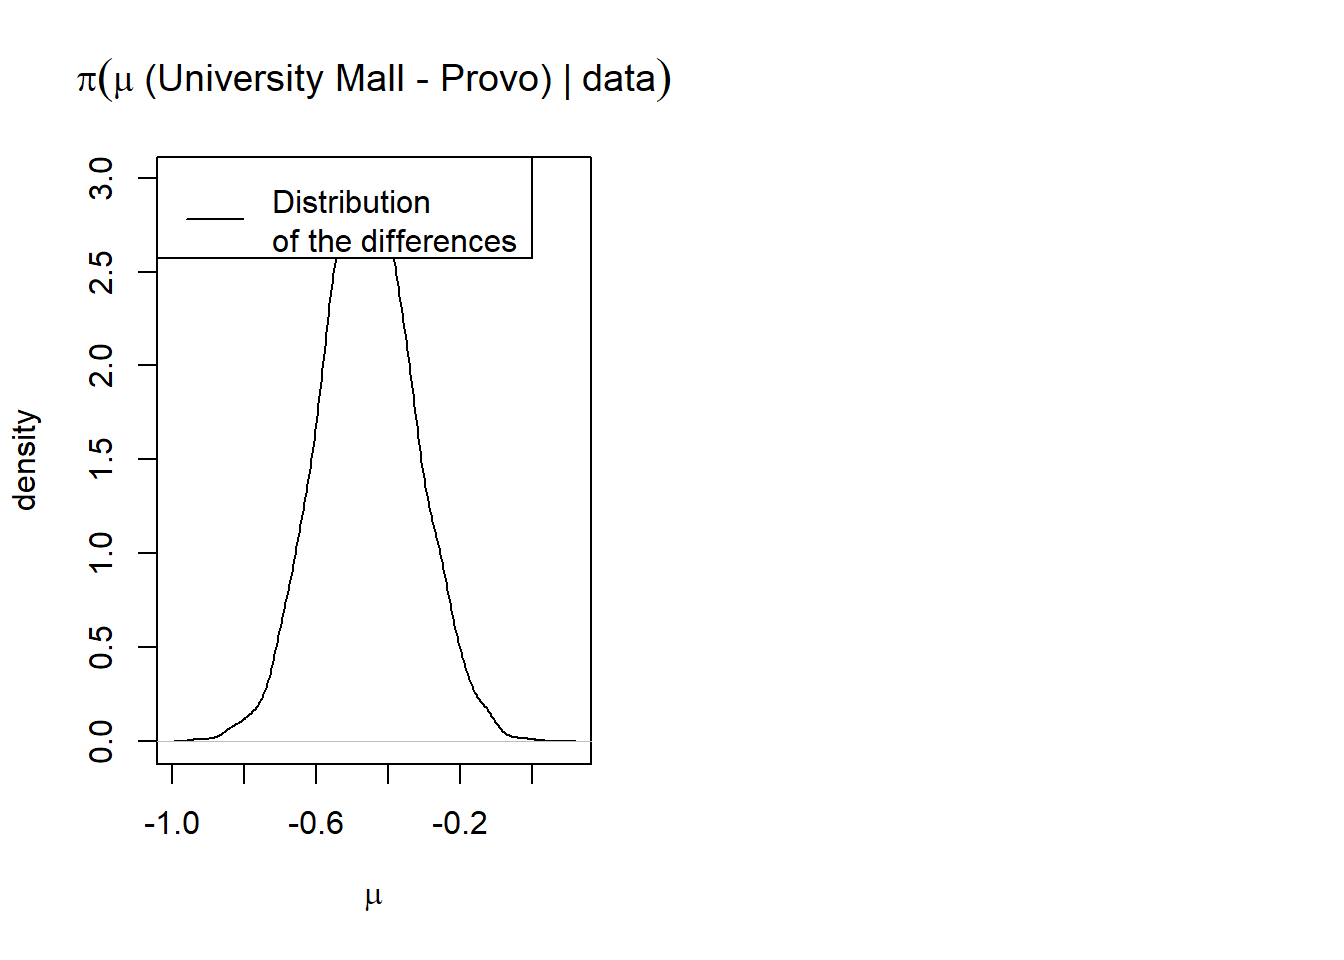 π(μ (University Mall - Provo) | data)
3.0
2.5
2.0
1.5
1.0
0.5
0.0
density
Distribution
of the differences
-1.0 -0.6 -0.2
μ